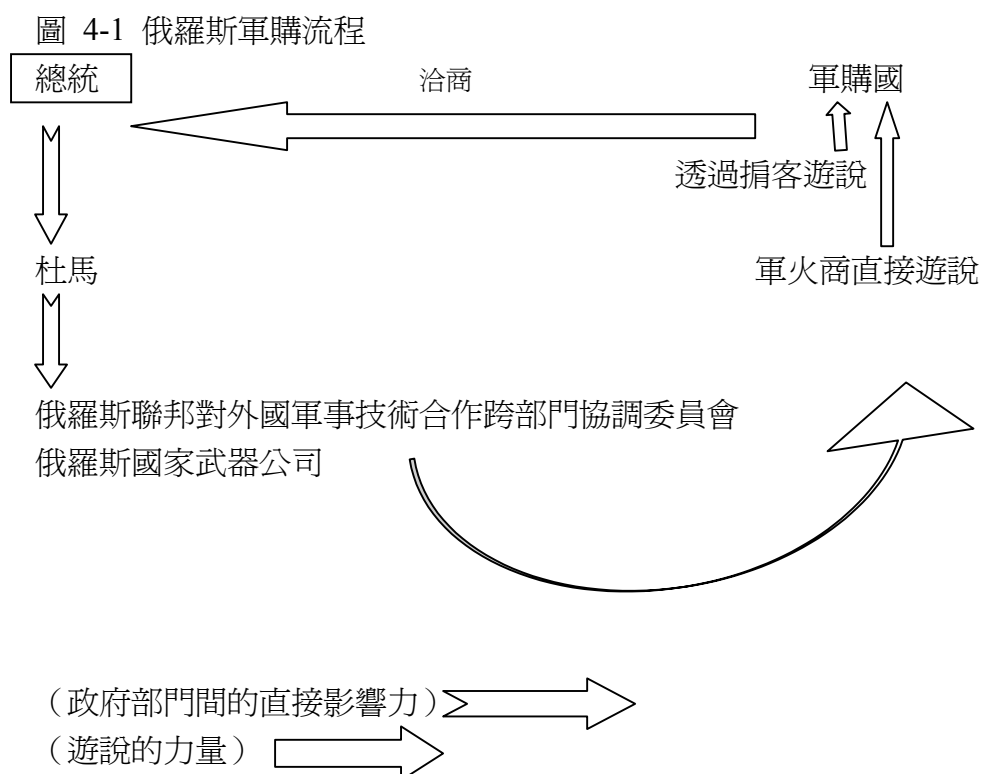 圖 4-1 俄羅斯軍購流程
總統
洽商
軍購國
透過掮客遊說
杜馬
軍火商直接遊說
俄羅斯聯邦對外國軍事技術合作跨部門協調委員會
俄羅斯國家武器公司
（政府部門間的直接影響力）
（遊說的力量）